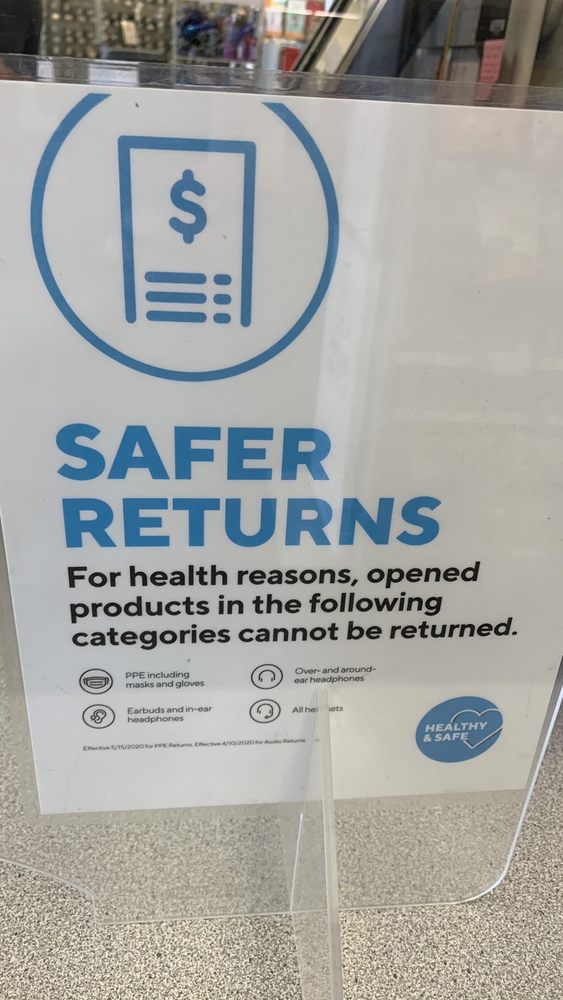 $
SAFER
RETURNS
For health reasons, opened
products in the following
categories cannot be returned.
PPE including
masks and gloves
Over- and around-
ear headphones
Earbuds and in-ear
headphones
All headsets
Effective 5/15/2020 for PPE Returns. Effective 4/10/2020 for Audio Returns.
HEALTHY
& SAFE